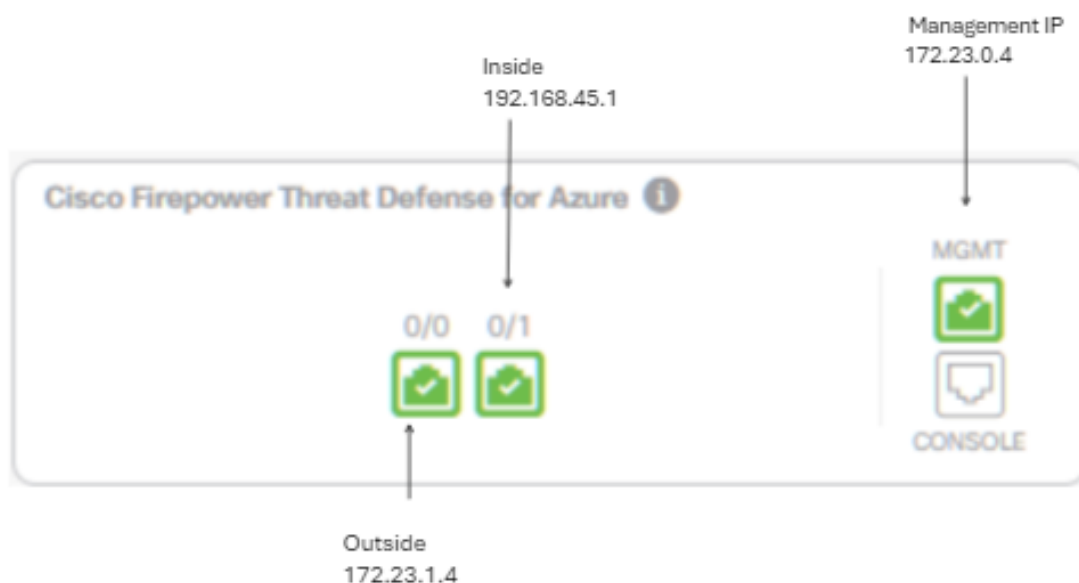 Management IP
172.23.0.4
Inside
192.168.45.1
Cisco Firepower Threat Defense for Azure
MGMT
0/0 0/1
CONSOLE
Outside
172.23.1.4